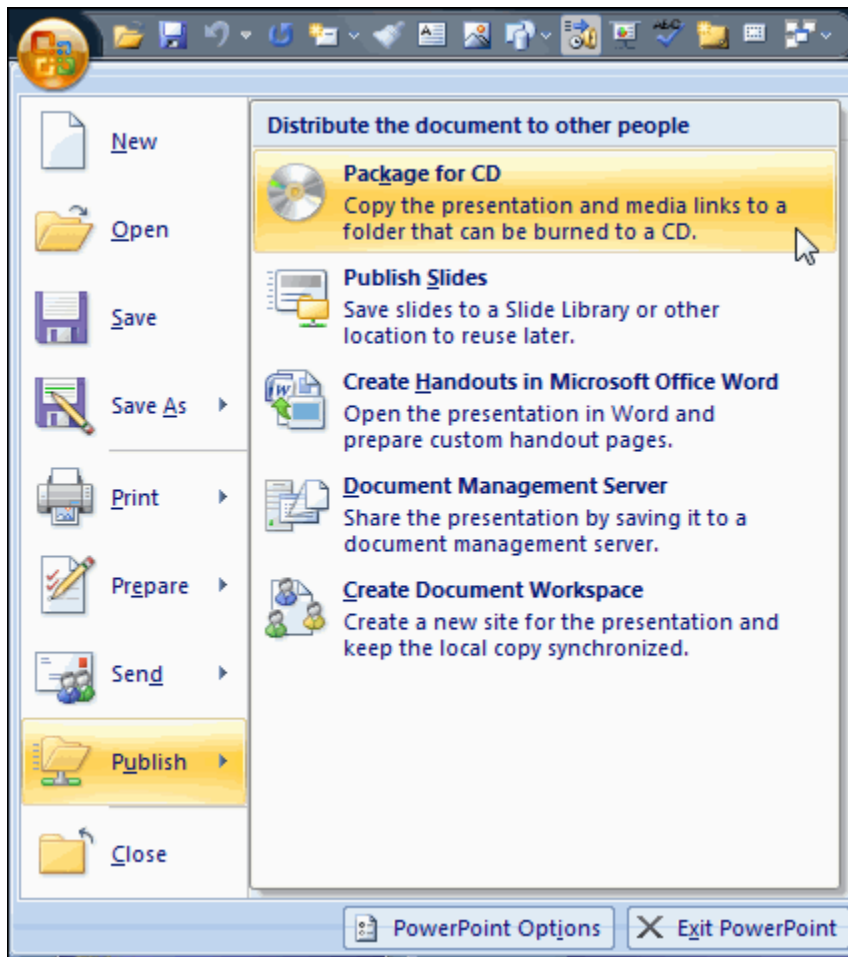 New
Open
Save
Save As
Print
Prepare
Send
Publish
Close
Distribute the document to other people
Package for CD
Copy the presentation and media links to a
folder that can be burned to a CD.
Publish Slides
Save slides to a Slide Library or other
location to reuse later.
Create Handouts in Microsoft Office Word
Open the presentation in Word and
prepare custom handout pages.
Document Management Server
Share the presentation by saving it to a
document management server.
Create Document Workspace
Create a new site for the presentation and
keep the local copy synchronized.
PowerPoint Options
Exit PowerPoint